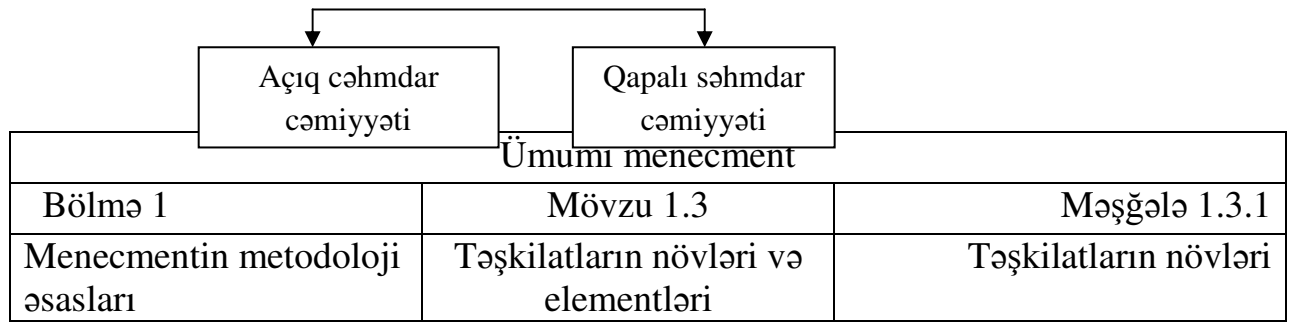 Açıq cəhmdar
cəmiyyəti
Qapalı səhmdar
cəmiyyəti
Ümumi menecment
Bölmə 1
Mövzu 1.3
Məşğələ 1.3.1
Menecmentin metodoloji
əsasları
Təşkilatların növləri və
elementləri
Təşkilatların növləri